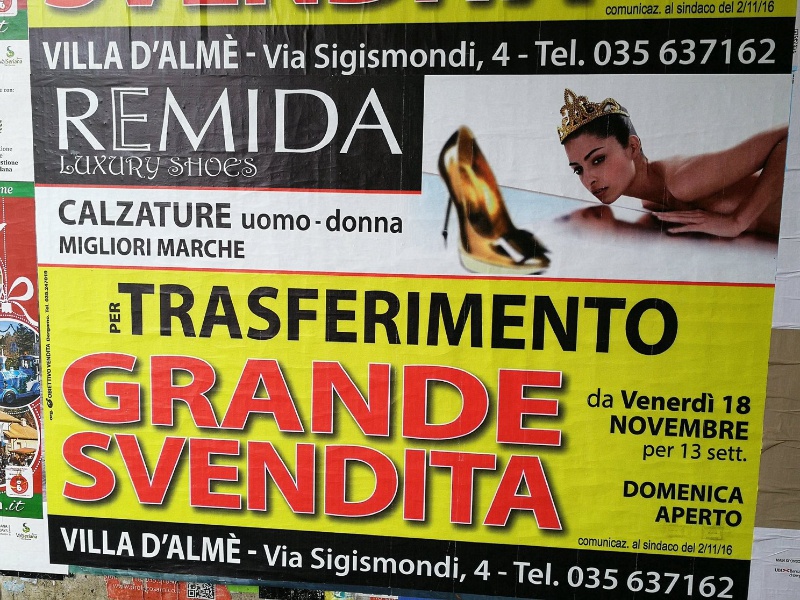 SVENDITA
comunicaz. al sindaco del 2/11/16
VILLA D'ALMÈ - Via Sigismondi, 4 - Tel. 035 637162
REMIDA
LUXURY SHOES
CALZATURE uomo - donna
MIGLIORI MARCHE
PER TRASFERIMENTO
GRANDE
SVENDITA
da Venerdì 18
NOVEMBRE
per 13 sett.
DOMENICA
APERTO
comunicaz. al sindaco del 2/11/16
VILLA D'ALMÈ - Via Sigismondi, 4 - Tel. 035 637162